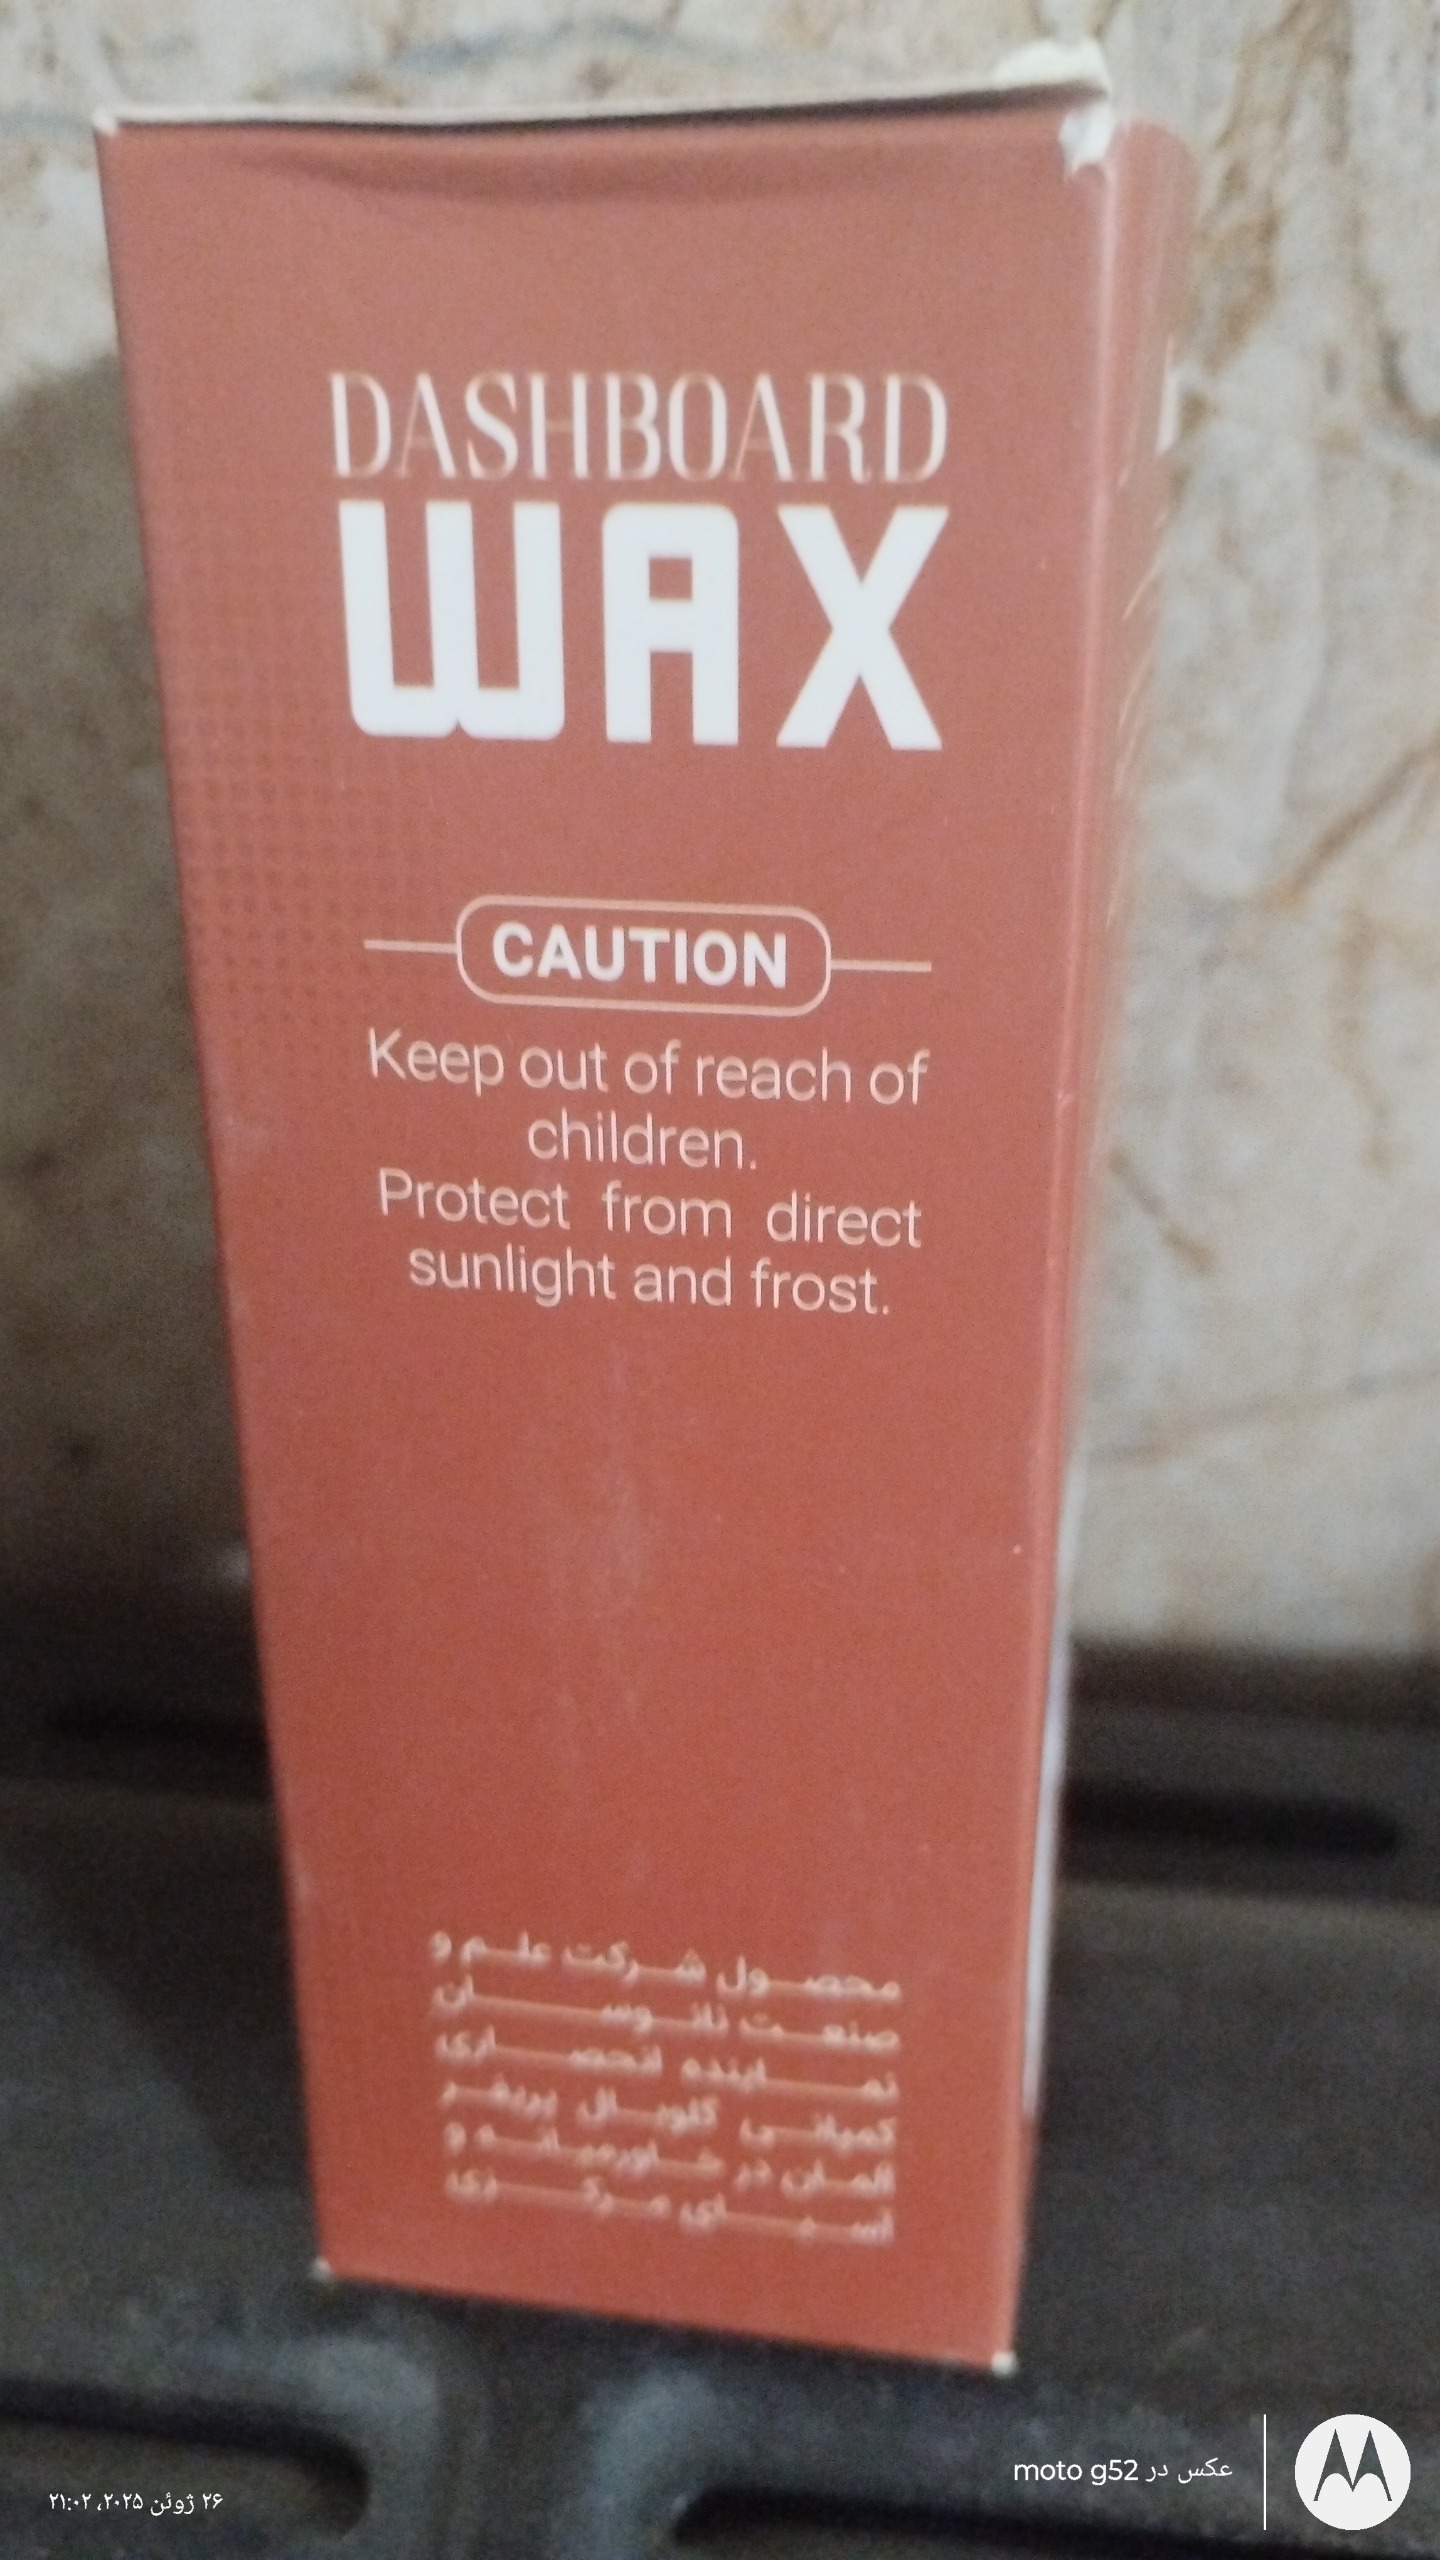 DASHBOARD
WAX
CAUTION
Keep out of reach of
children.
Protect from direct
sunlight and frost.
محصول شرکت علم و
صنعت نانوسان
نماینده انحصاری
کمپانی گلوبال
آلمان در خاورمیانه و
آسیای مرکزی
عکس در moto g52
۲۶ ژوئن ۲۰۲۵، ۲۱:۰۲